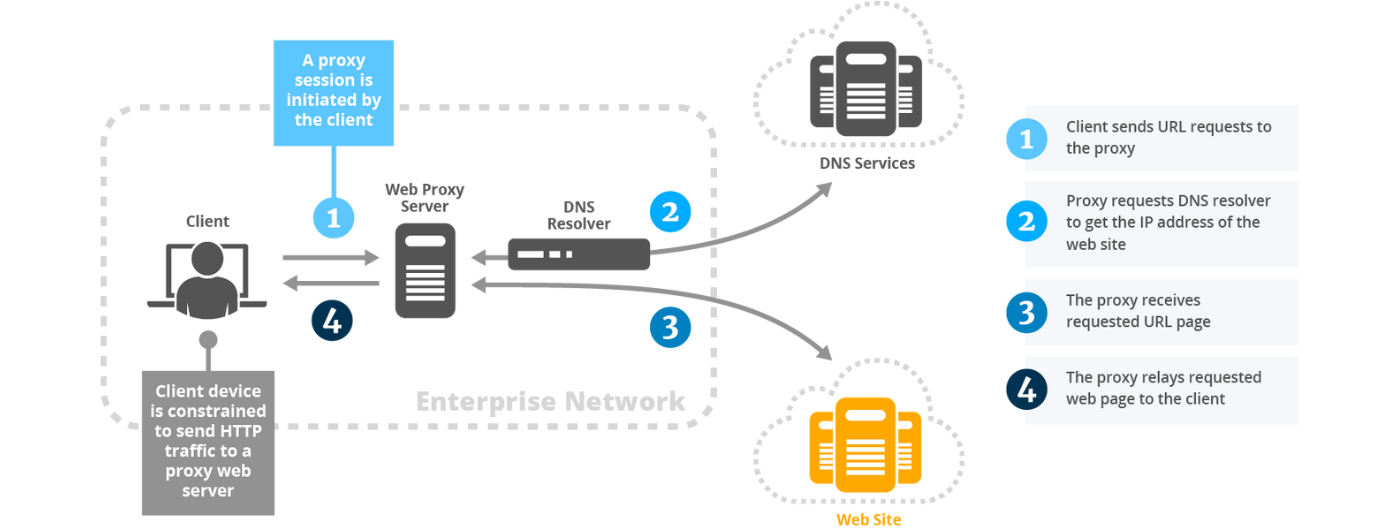 A proxy
session is
initiated by
the client
1
Client
Web Proxy
Server
DNS
Resolver
2
DNS Services
4
3
Client device
is constrained
to send HTTP
traffic to a
proxy web
server
Enterprise Network
Web Site
1
Client sends URL requests to
the proxy
2
Proxy requests DNS resolver
to get the IP address of the
web site
3
The proxy receives
requested URL page
4
The proxy relays requested
web page to the client